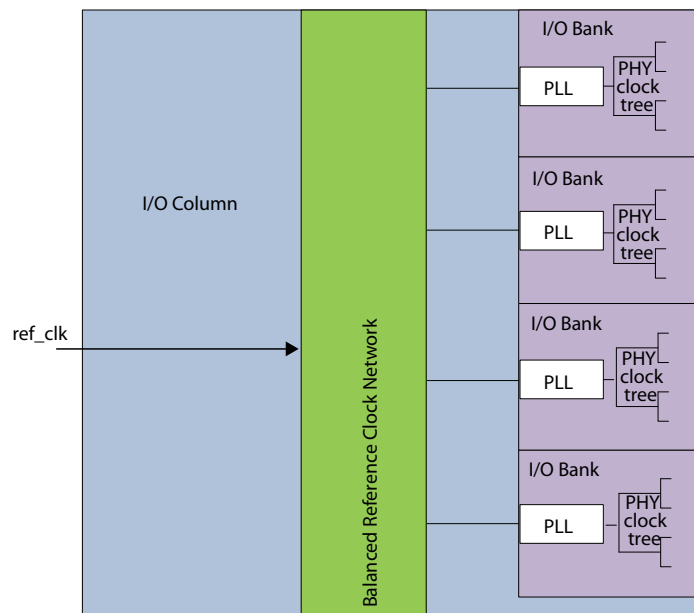 I/O Bank
PLL
PHY
clock
tree
I/O Bank
PLL
PHY
clock
tree
I/O Column
ref_clk
Balanced Reference Clock Network
I/O Bank
PLL
PHY
clock
tree
I/O Bank
PLL
PHY
clock
tree